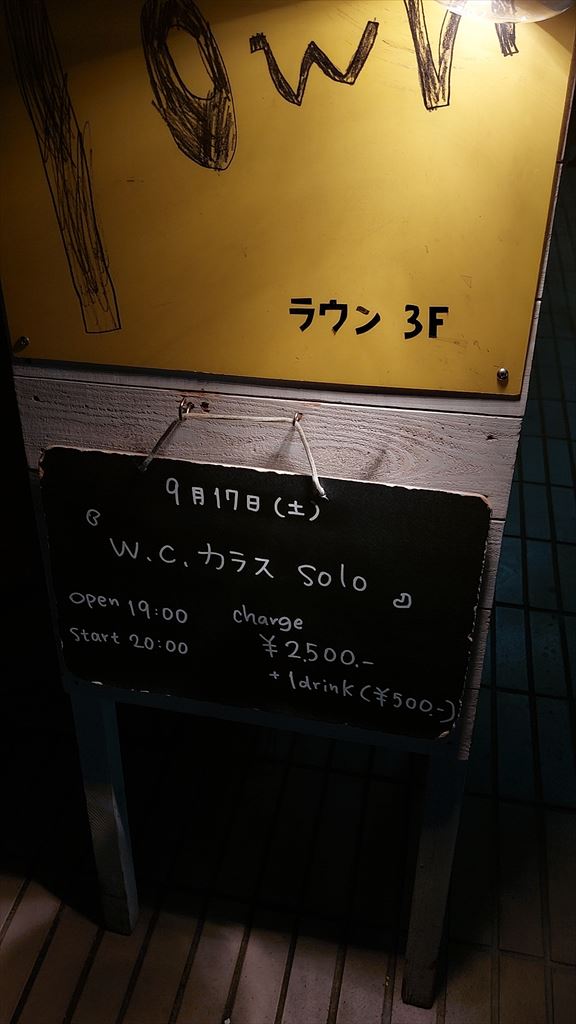 ラウン 3F
9月17日(土)
『W.C.カラス solo』
open 19:00 charge
start 20:00 ¥2,500.-
+1drink(¥500.-)